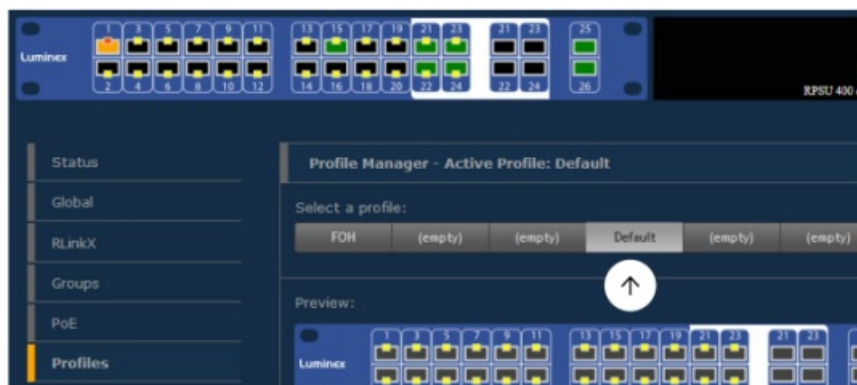 1 3 5 7 9 11 13 15 17 19 21 23 21 23 25
Luminex
2 4 6 8 10 12 14 16 18 20 22 24 22 24 26
RPSU 400
Status
Global
RLinkX
Groups
PoE
Profiles
Profile Manager - Active Profile: Default
Select a profile:
FOH (empty) (empty) Default (empty) (empty)
Preview:
1 3 5 7 9 11 13 15 17 19 21 23 21 23
Luminex